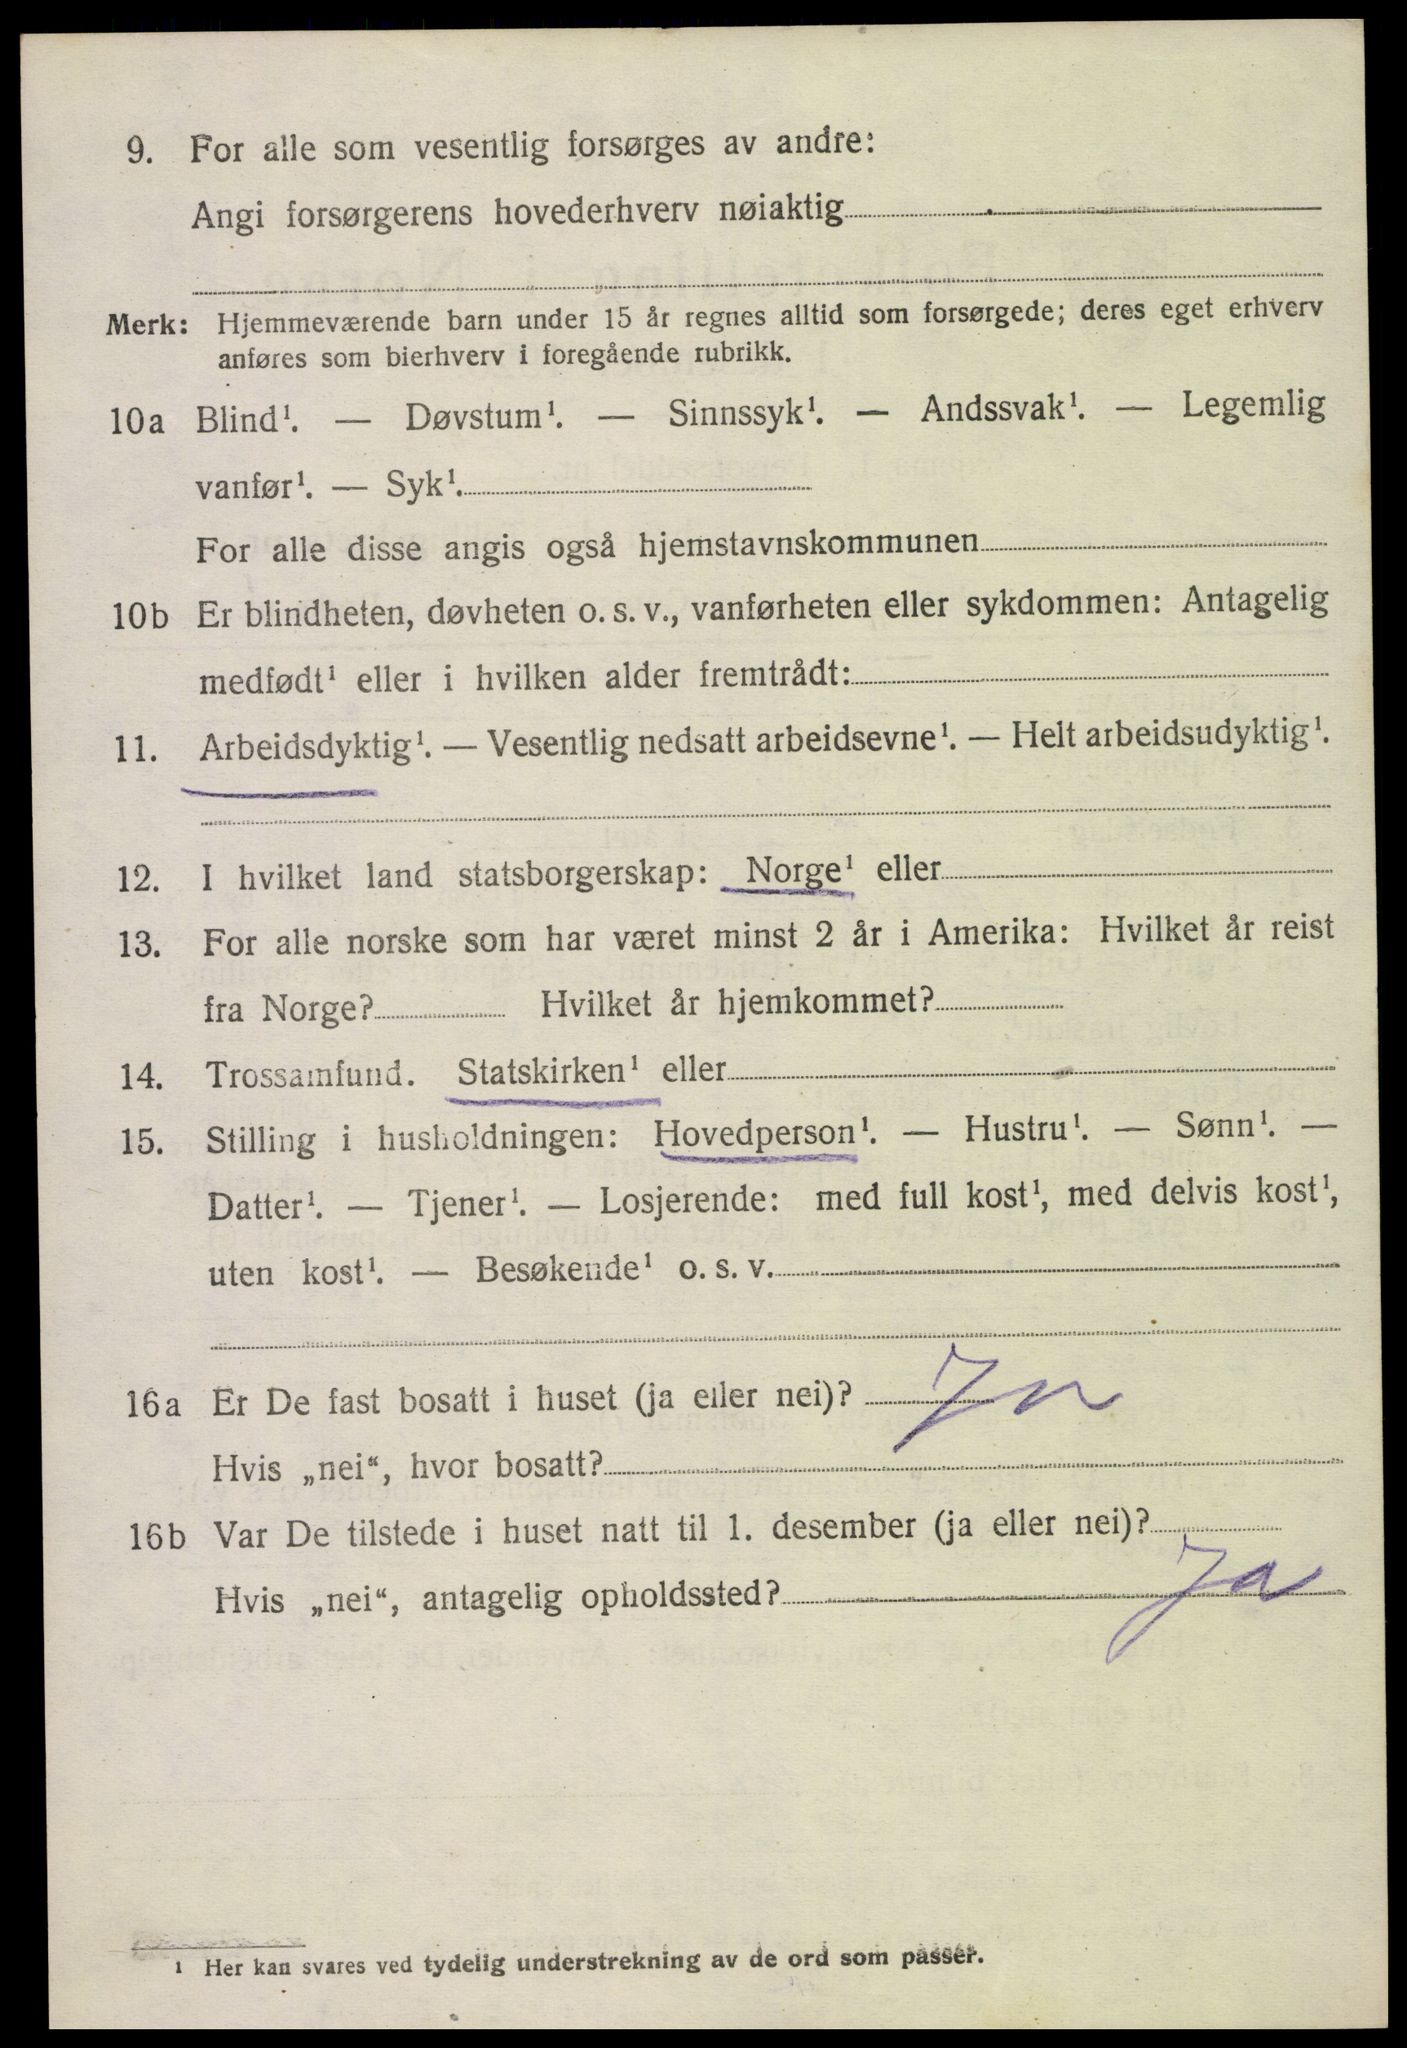 9. For alle som vesentlig forsørges av andre:
Angi forsørgerens hovederhverv nøiaktig
Merk: Hjemmeværende barn under 15 år regnes alltid som forsørgede; deres eget erhverv
anføres som bierhverv i foregående rubrikk.
10a Blind¹. — Døvstum¹. — Sinnssyk¹. — Andssvak¹. — Legemlig
vanfør¹. — Syk¹.
For alle disse angis også hjemstavnskommunen
10b Er blindheten, døvheten o. s. v., vanførheten eller sykdommen: Antagelig
medfødt¹ eller i hvilken alder fremtrådt:
11. Arbeidsdyktig¹. — Vesentlig nedsatt arbeidsevne¹. — Helt arbeidsudyktig¹.
12. I hvilket land statsborgerskap: Norge¹ eller
13. For alle norske som har været minst 2 år i Amerika: Hvilket år reist
fra Norge? Hvilket år hjemkommet?
14. Trossamfund. Statskirken¹ eller
15. Stilling i husholdningen: Hovedperson¹. — Hustru¹. — Sønn¹. —
Datter¹. — Tjener¹. — Losjerende: med full kost¹, med delvis kost¹,
uten kost¹. — Besøkende¹ o. s. v.
16a Er De fast bosatt i huset (ja eller nei)? Ja
Hvis „nei“, hvor bosatt?
16b Var De tilstede i huset natt til 1. desember (ja eller nei)?
Hvis „nei“, antagelig opholdssted? Ja
¹ Her kan svares ved tydelig understrekning av de ord som passer.